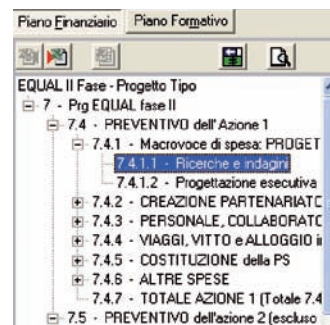 Piano Finanziario Piano Formativo
EQUAL II Fase - Progetto Tipo
7 - Prg EQUAL fase II
7.4 - PREVENTIVO dell'Azione 1
7.4.1 - Macrovoce di spesa: PROGET
7.4.1.1 - Ricerche e indagini
7.4.1.2 - Progettazione esecutiva
7.4.2 - CREAZIONE PARTENARIATO
7.4.3 - PERSONALE, COLLABORATO
7.4.4 - VIAGGI, VITTO e ALLOGGIO i
7.4.5 - COSTITUZIONE della PS
7.4.6 - ALTRE SPESE
7.4.7 - TOTALE AZIONE 1 (Totale 7.4
7.5 - PREVENTIVO dell'azione 2 (escluso